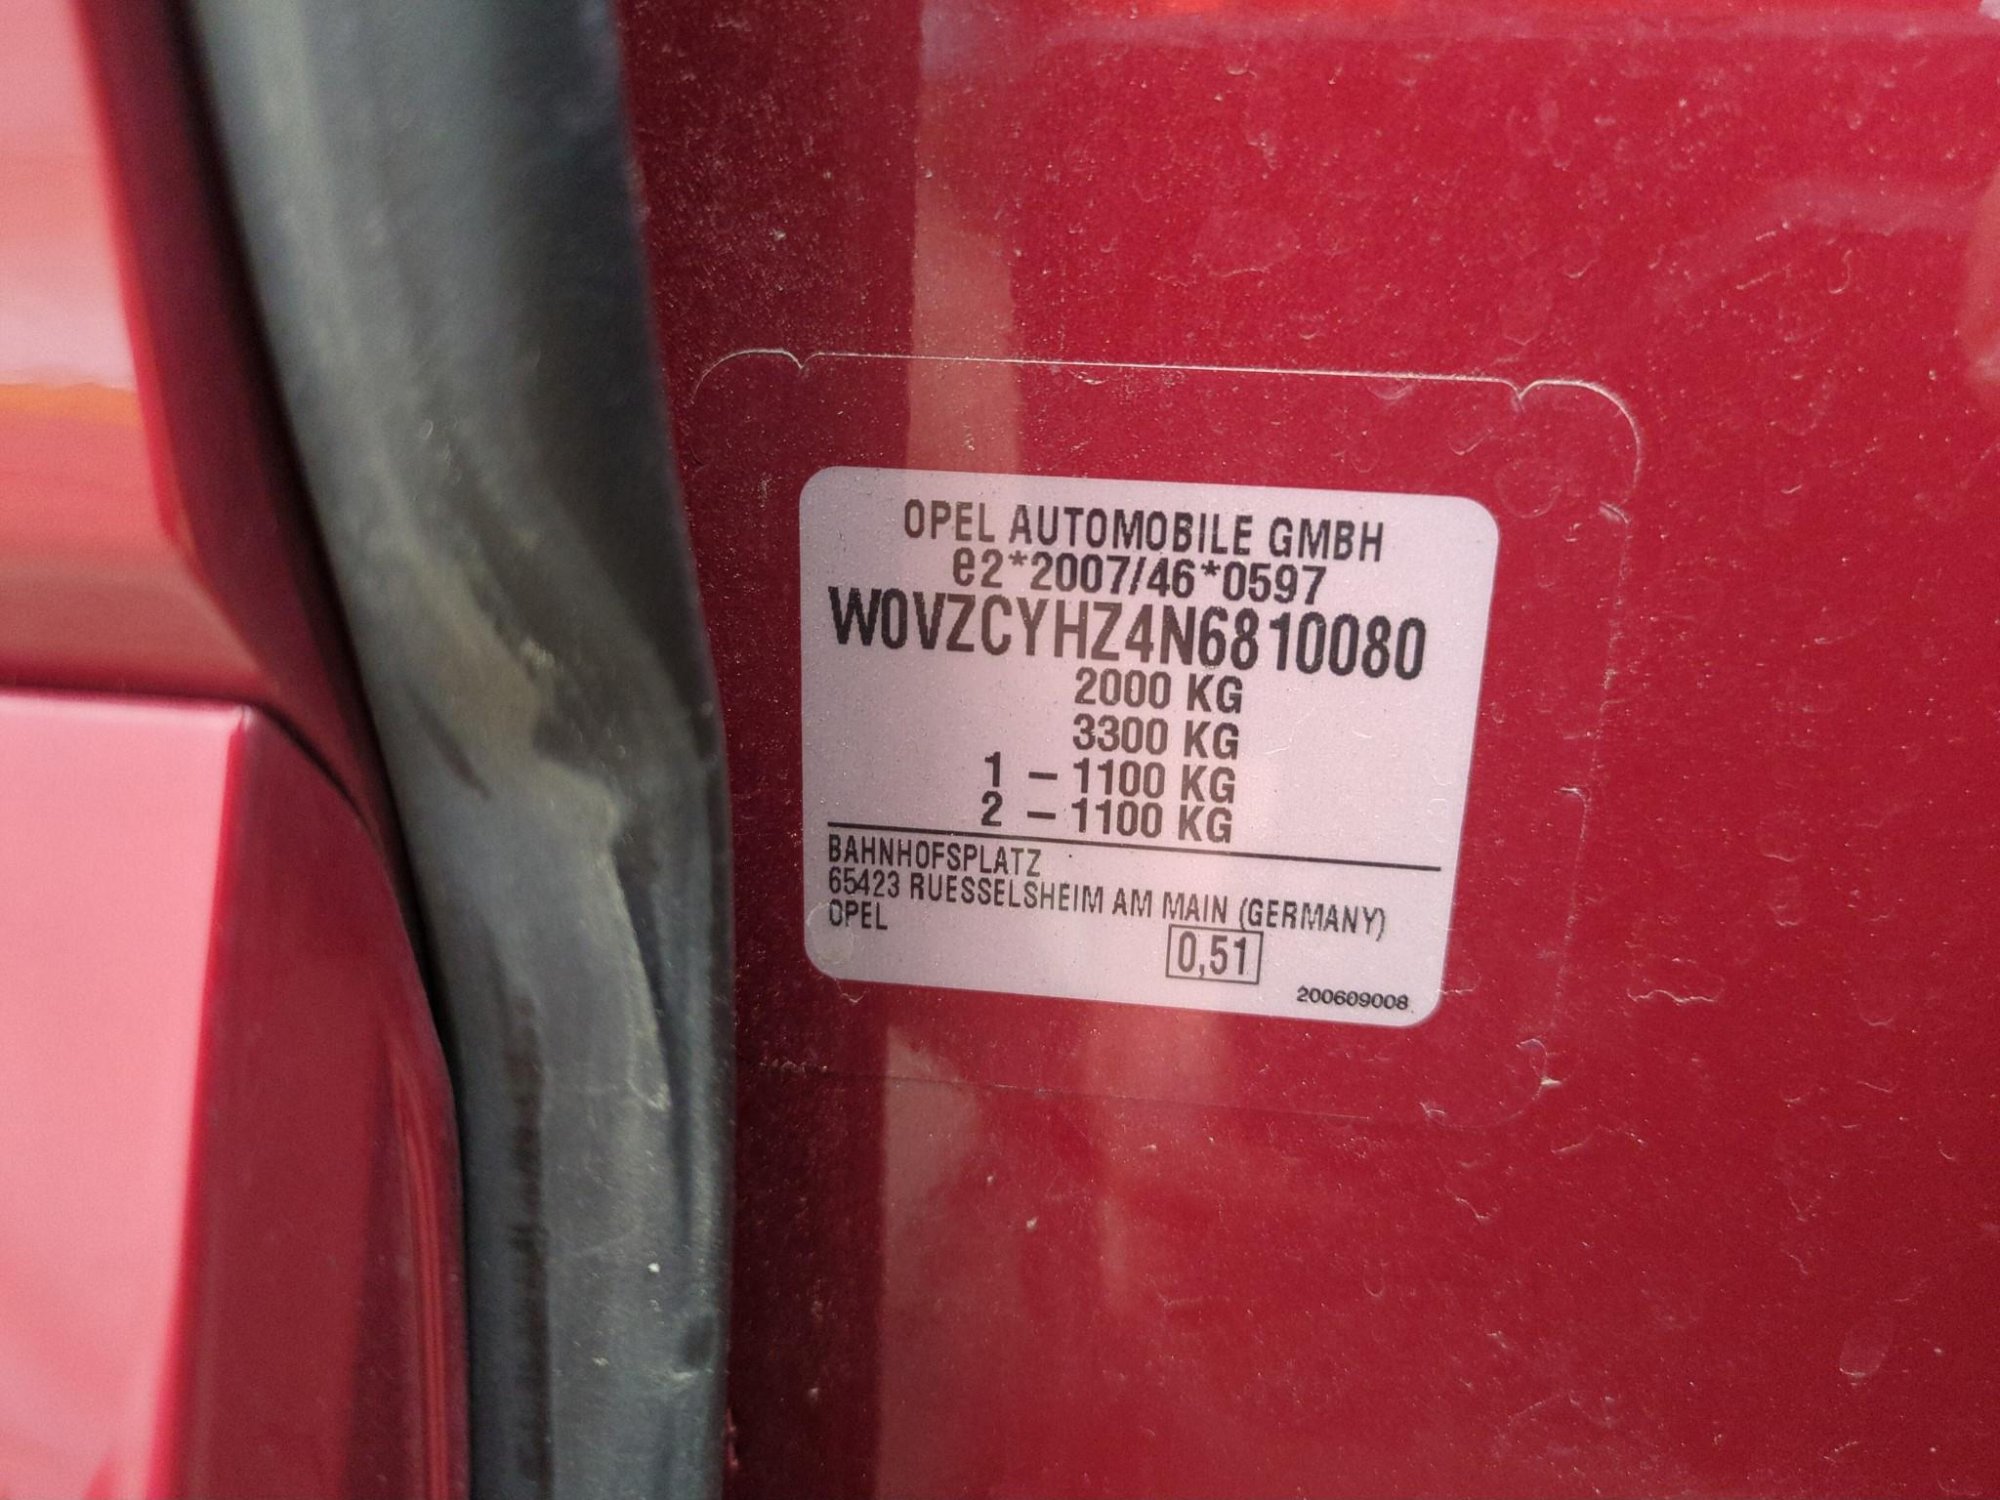 OPEL AUTOMOBILE GMBH
e2*2007/46*0597
W0VZCYHZ4N6810080
2000 KG
3300 KG
1 – 1100 KG
2 – 1100 KG
BAHNHOFSPLATZ
65423 RUESSELSHEIM AM MAIN (GERMANY)
OPEL
0,51
200609008